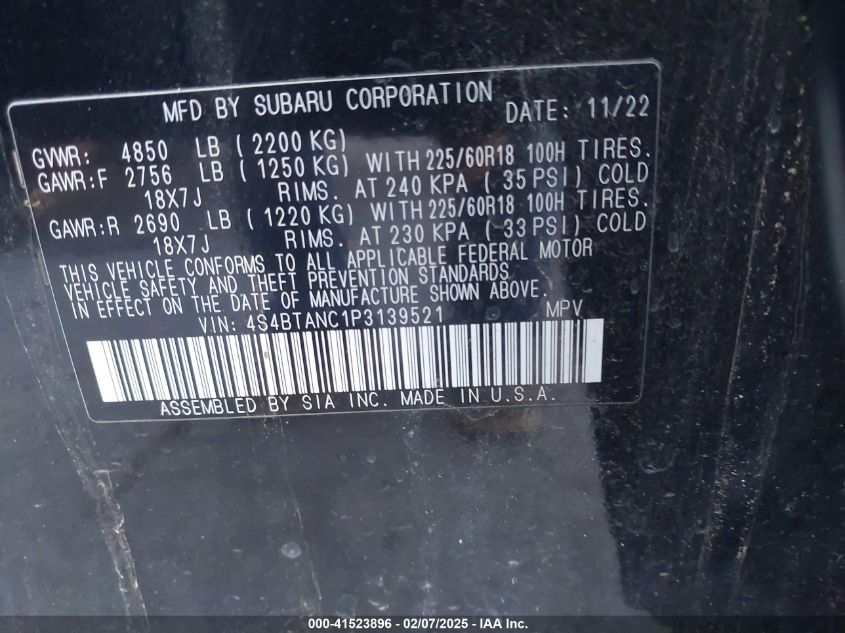 MFD BY SUBARU CORPORATION DATE: 11/22
GVWR: 4850 LB (2200 KG)
GAWR:F 2756 LB (1250 KG) WITH 225/60R18 100H TIRES.
18X7J RIMS. AT 240 KPA (35 PSI) COLD
GAWR:R 2690 LB (1220 KG) WITH 225/60R18 100H TIRES.
18X7J RIMS. AT 230 KPA (33 PSI) COLD
THIS VEHICLE CONFORMS TO ALL APPLICABLE FEDERAL MOTOR
VEHICLE SAFETY AND THEFT PREVENTION STANDARDS
IN EFFECT ON THE DATE OF MANUFACTURE SHOWN ABOVE.
VIN: 4S4BTANC1P3139521 MPV
ASSEMBLED BY SIA INC. MADE IN U.S.A.
000-41523896 - 02/07/2025 - IAA Inc.